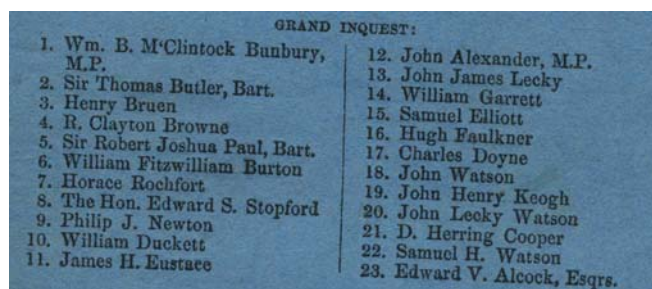 GRAND INQUEST:
1. Wm. B. M‘Clintock Bunbury,
M.P.
2. Sir Thomas Butler, Bart.
3. Henry Bruen
4. R. Clayton Browne
5. Sir Robert Joshua Paul, Bart.
6. William Fitzwilliam Burton
7. Horace Rochfort
8. The Hon. Edward S. Stopford
9. Philip J. Newton
10. William Duckett
11. James H. Eustace
12. John Alexander, M.P.
13. John James Lecky
14. William Garrett
15. Samuel Elliott
16. Hugh Faulkner
17. Charles Doyne
18. John Watson
19. John Henry Keogh
20. John Lecky Watson
21. D. Herring Cooper
22. Samuel H. Watson
23. Edward V. Alcock, Esqrs.